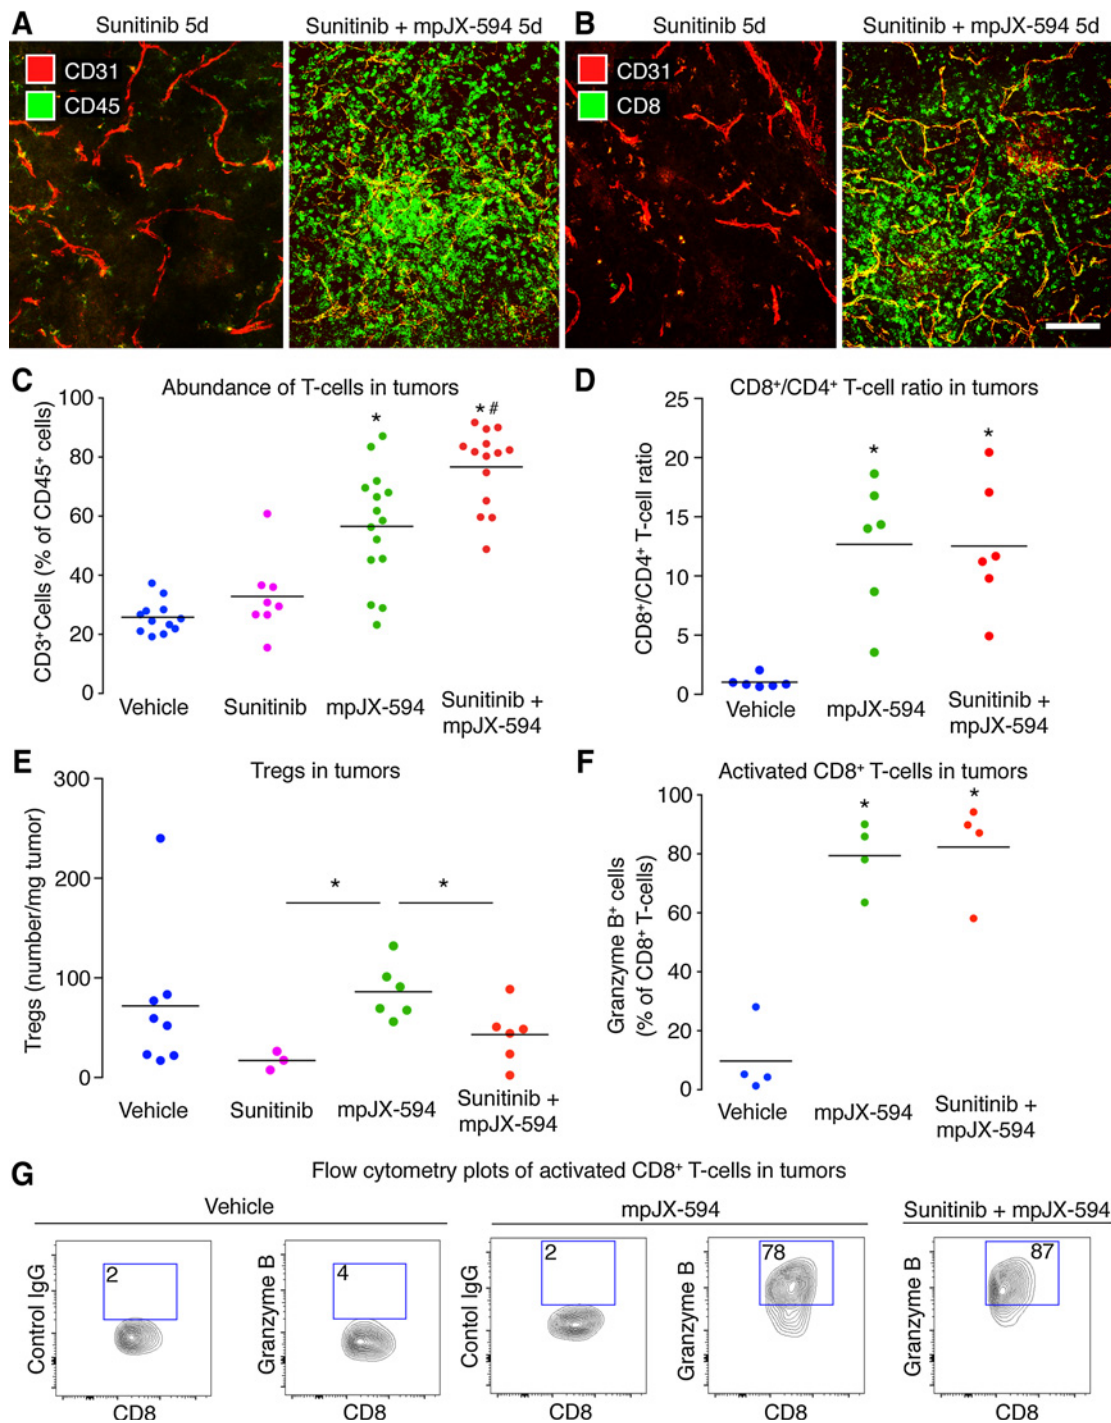 A Sunitinib 5d Sunitinib + mpJX-594 5d B Sunitinib 5d Sunitinib + mpJX-594 5d
CD31 CD31
CD45 CD8
C Abundance of T-cells in tumors
*
* #
CD3⁺Cells (% of CD45⁺ cells)
100
80
60
40
20
0
Vehicle Sunitinib mpJX-594 Sunitinib +
mpJX-594
D CD8⁺/CD4⁺ T-cell ratio in tumors
* *
CD8⁺/CD4⁺ T-cell ratio
25
20
15
10
5
0
Vehicle mpJX-594 Sunitinib +
mpJX-594
E Tregs in tumors
* *
Tregs (number/mg tumor)
300
200
100
0
Vehicle Sunitinib mpJX-594 Sunitinib +
mpJX-594
F Activated CD8⁺ T-cells in tumors
* *
Granzyme B⁺ cells
(% of CD8⁺ T-cells)
100
80
60
40
20
0
Vehicle mpJX-594 Sunitinib +
mpJX-594
G Flow cytometry plots of activated CD8⁺ T-cells in tumors
Vehicle mpJX-594 Sunitinib + mpJX-594
Control IgG 2 Granzyme B 4 Contol IgG 2 Granzyme B 78 Granzyme B 87
CD8 CD8 CD8 CD8 CD8